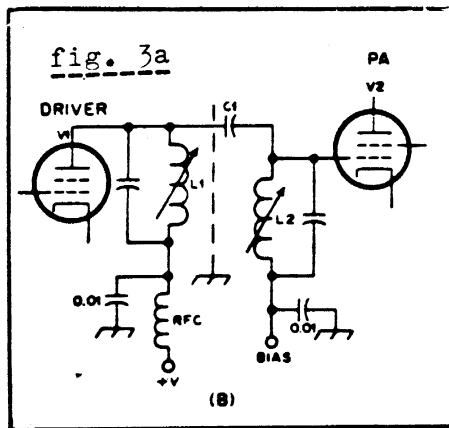 fig. 3a
PA
DRIVER
C1
V2
V1
L1
L2
0.01
RFC
0.01
+V
BIAS
(B)